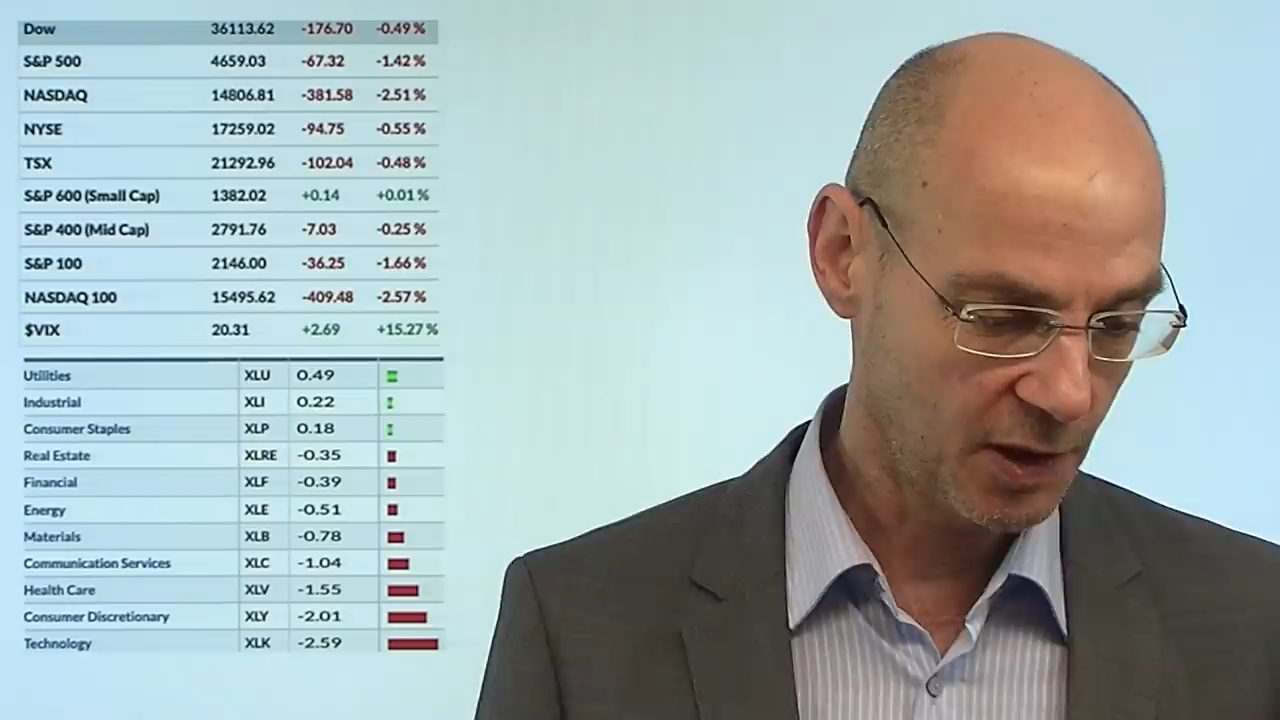 Dow 36113.62 -176.70 -0.49%
S&P 500 4659.03 -67.32 -1.42%
NASDAQ 14806.81 -381.58 -2.51%
NYSE 17259.02 -94.75 -0.55%
TSX 21292.96 -102.04 -0.48%
S&P 600 (Small Cap) 1382.02 +0.14 +0.01%
S&P 400 (Mid Cap) 2791.76 -7.03 -0.25%
S&P 100 2146.00 -36.25 -1.66%
NASDAQ 100 15495.62 -409.48 -2.57%
$VIX 20.31 +2.69 +15.27%
Utilities XLU 0.49
Industrial XLI 0.22
Consumer Staples XLP 0.18
Real Estate XLRE -0.35
Financial XLF -0.39
Energy XLE -0.51
Materials XLB -0.78
Communication Services XLC -1.04
Health Care XLV -1.55
Consumer Discretionary XLY -2.01
Technology XLK -2.59